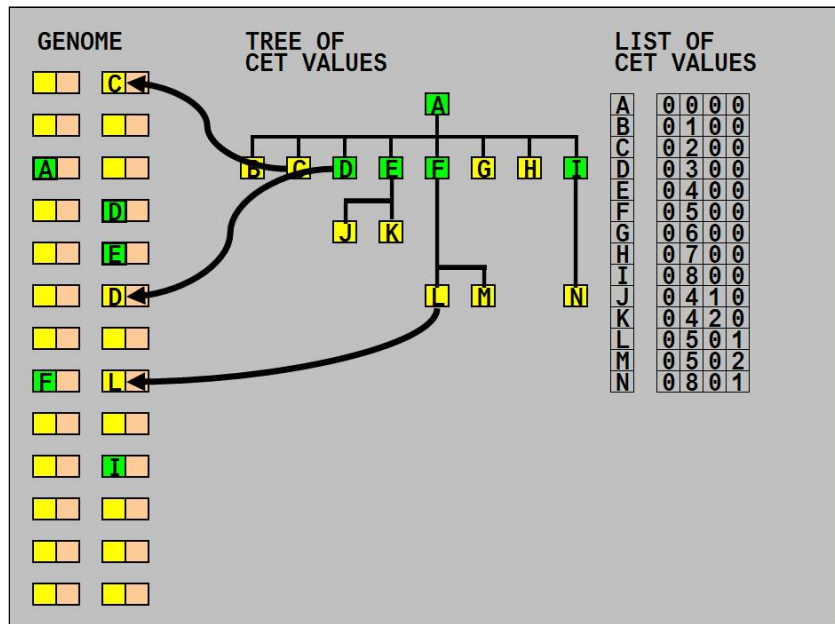 GENOME
TREE OF
CET VALUES
LIST OF
CET VALUES
C
A
D
E
D
F L
I
A
B C D E F G H I
J K
L M N
A 0 0 0 0
B 0 1 0 0
C 0 2 0 0
D 0 3 0 0
E 0 4 0 0
F 0 5 0 0
G 0 6 0 0
H 0 7 0 0
I 0 8 0 0
J 0 4 1 0
K 0 4 2 0
L 0 5 0 1
M 0 5 0 2
N 0 8 0 1